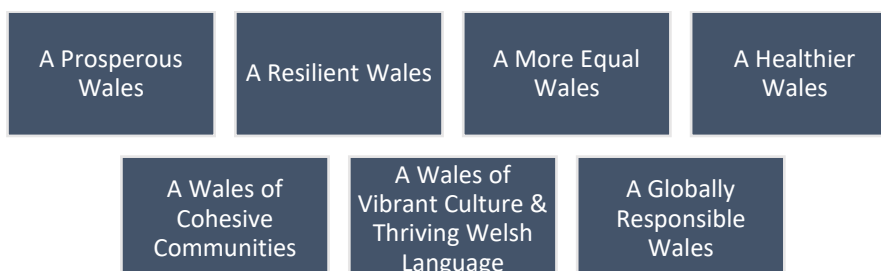 A Prosperous
Wales
A Resilient Wales
A More Equal
Wales
A Healthier
Wales
A Wales of
Cohesive
Communities
A Wales of
Vibrant Culture &
Thriving Welsh
Language
A Globally
Responsible
Wales